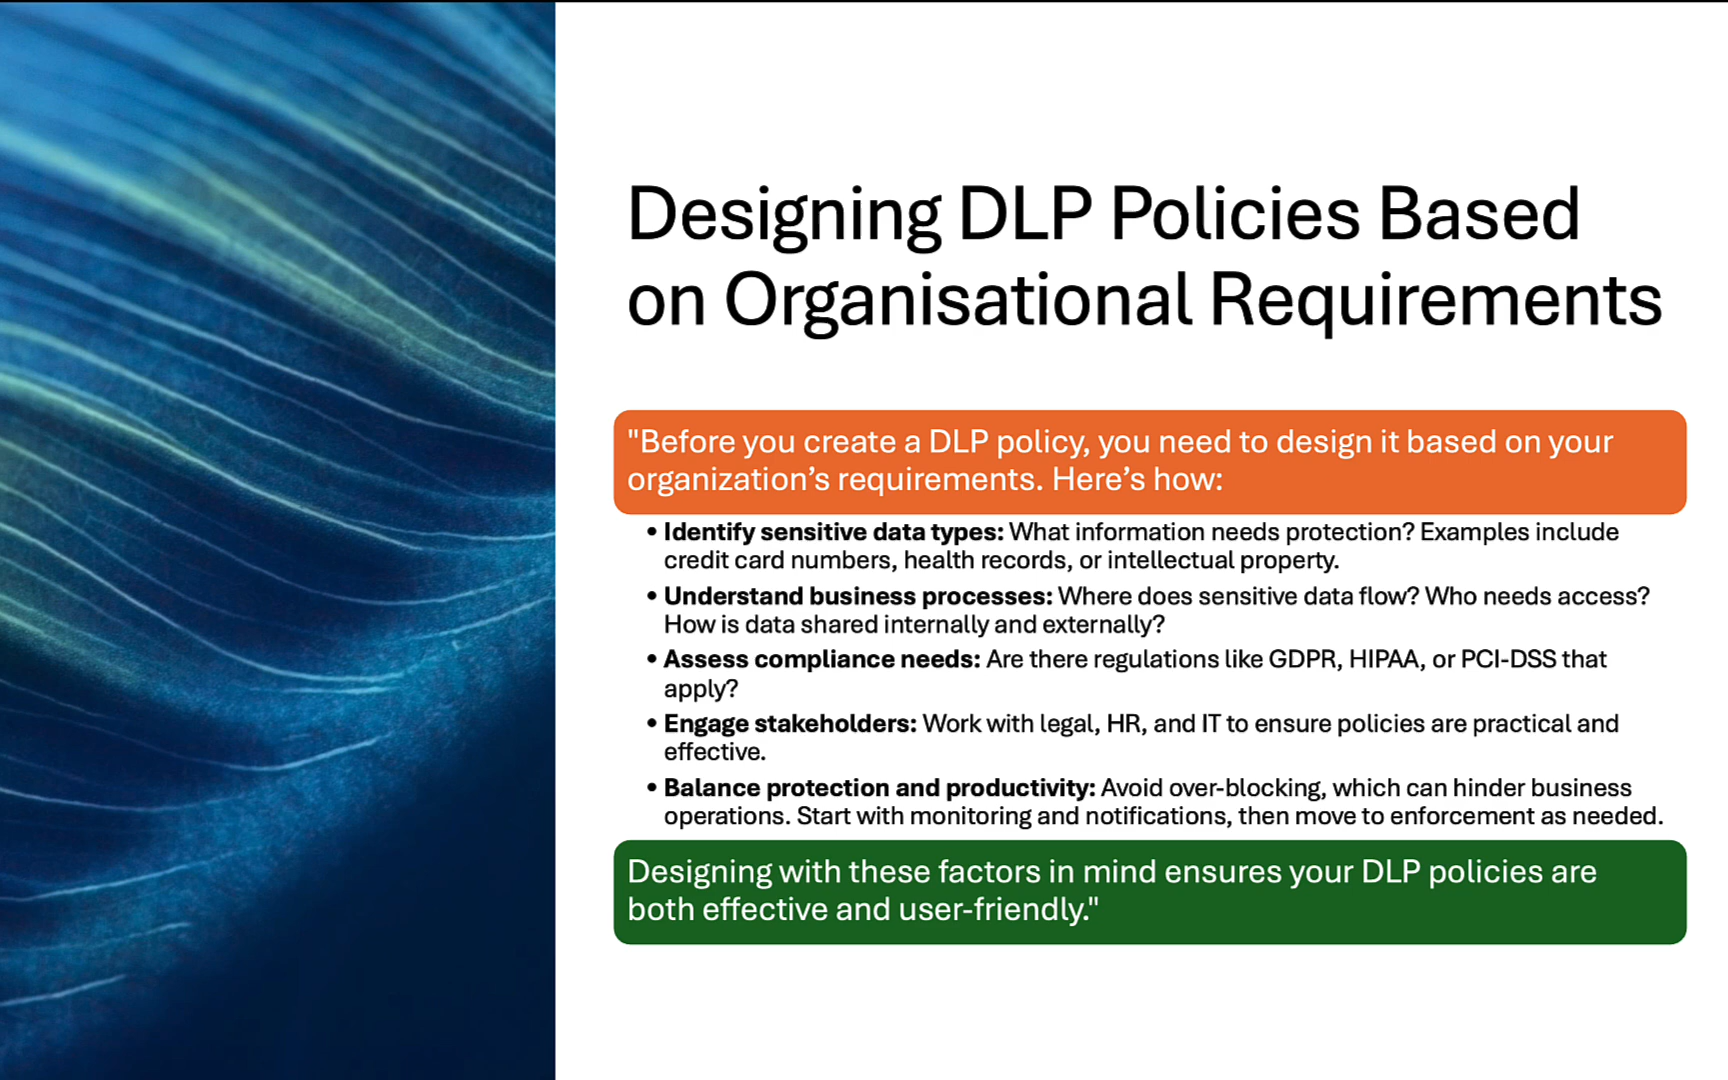 Designing DLP Policies Based
on Organisational Requirements
"Before you create a DLP policy, you need to design it based on your
organization’s requirements. Here’s how:
• Identify sensitive data types: What information needs protection? Examples include
credit card numbers, health records, or intellectual property.
• Understand business processes: Where does sensitive data flow? Who needs access?
How is data shared internally and externally?
• Assess compliance needs: Are there regulations like GDPR, HIPAA, or PCI-DSS that
apply?
• Engage stakeholders: Work with legal, HR, and IT to ensure policies are practical and
effective.
• Balance protection and productivity: Avoid over-blocking, which can hinder business
operations. Start with monitoring and notifications, then move to enforcement as needed.
Designing with these factors in mind ensures your DLP policies are
both effective and user-friendly."